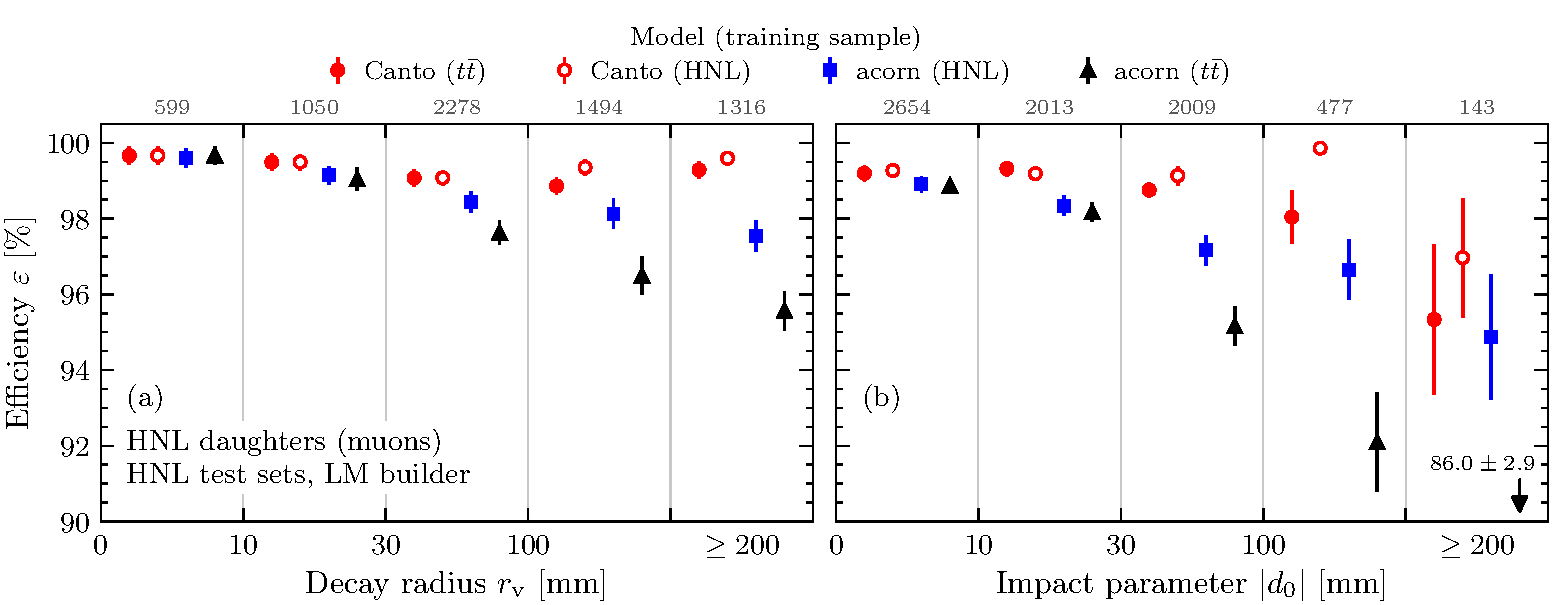 Model (training sample)
Canto (tt̄) Canto (HNL) acorn (HNL) acorn (tt̄)
599 1050 2278 1494 1316 2654 2013 2009 477 143
100
98
96
94
92
90
Efficiency ε [%]
(a)
HNL daughters (muons)
HNL test sets, LM builder
(b)
86.0 ± 2.9
0 10 30 100 ≥ 200 0 10 30 100 ≥ 200
Decay radius r_v [mm] Impact parameter |d_0| [mm]